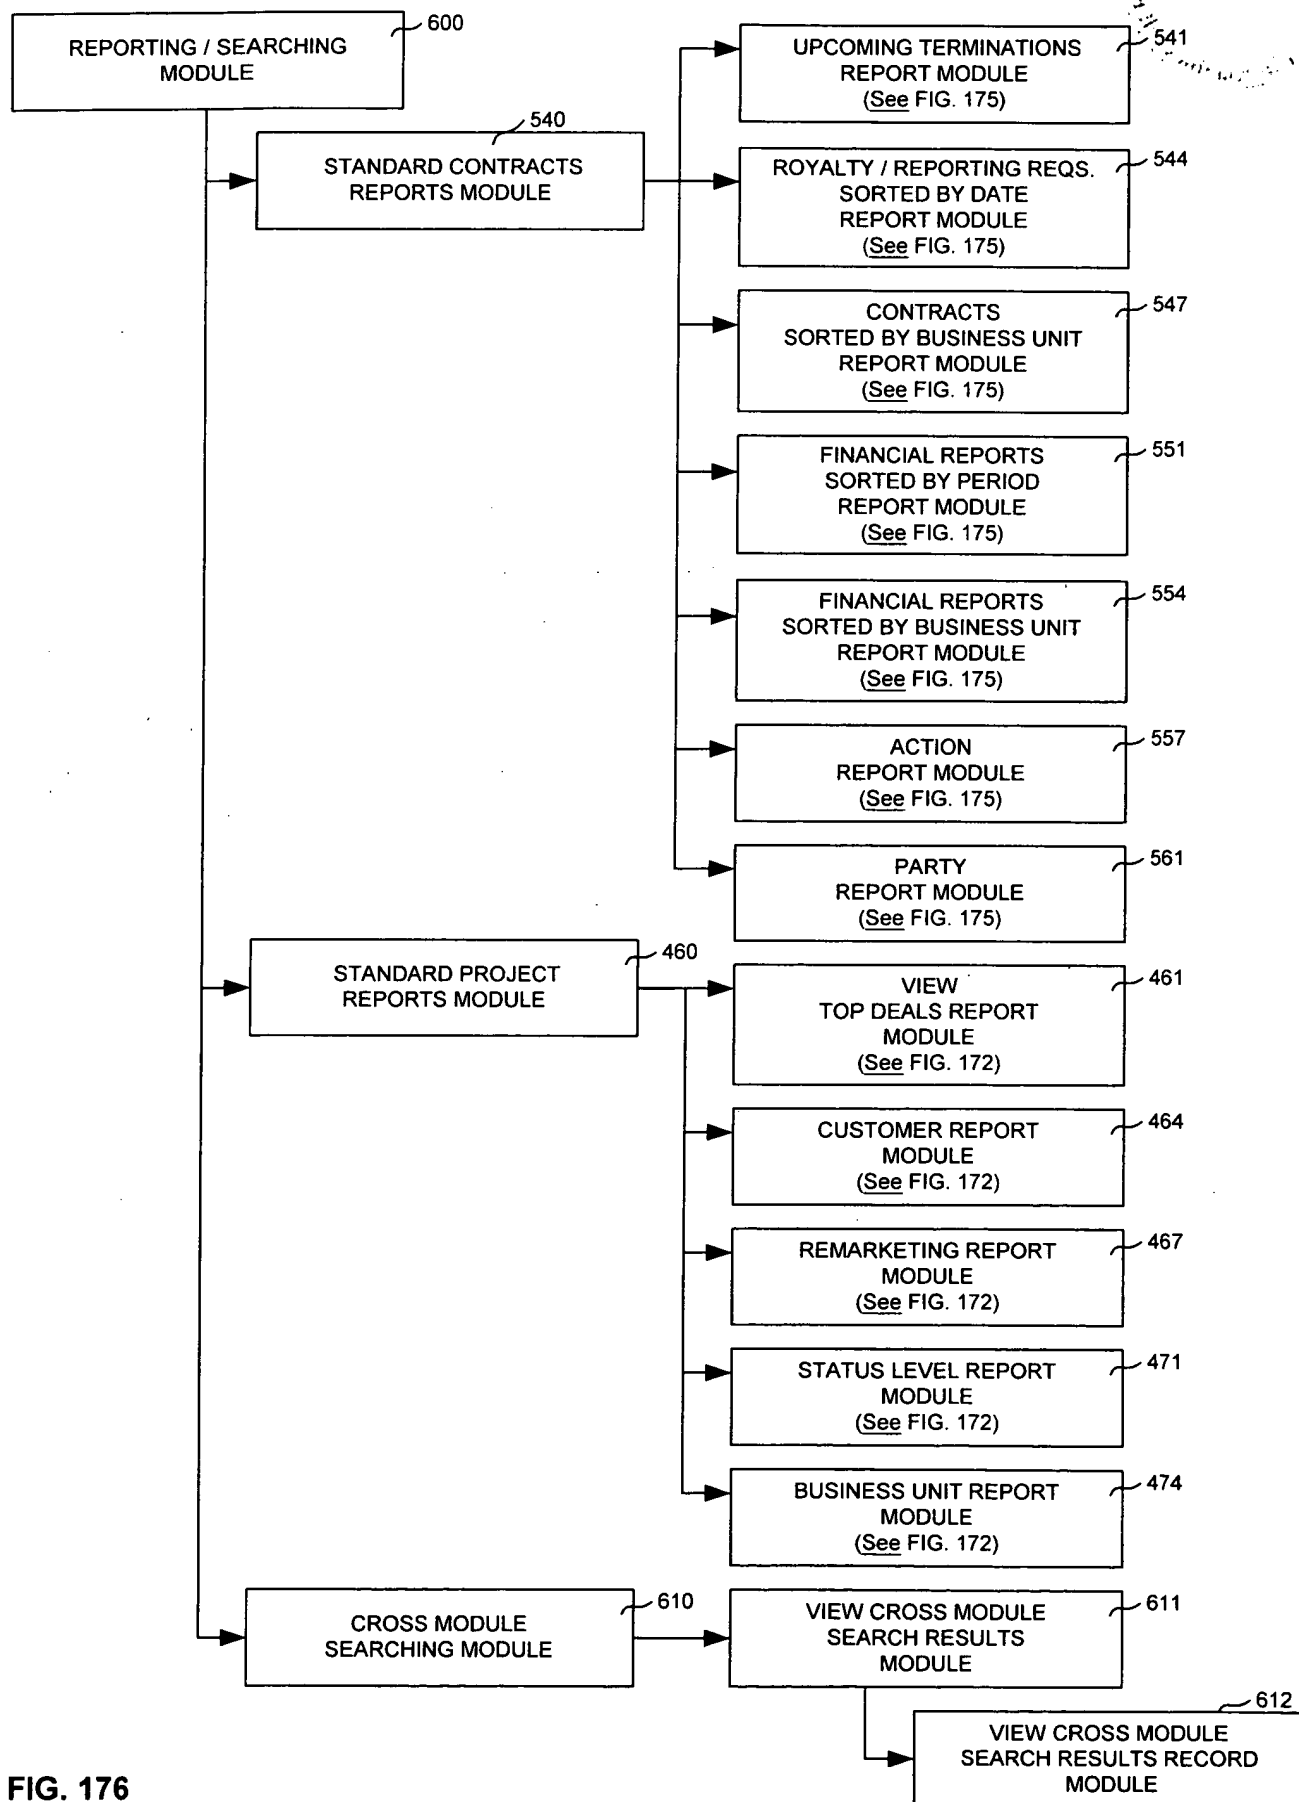 REPORTING / SEARCHING
MODULE
600
STANDARD CONTRACTS
REPORTS MODULE
540
UPCOMING TERMINATIONS
REPORT MODULE
(See FIG. 175)
541
ROYALTY / REPORTING REQS.
SORTED BY DATE
REPORT MODULE
(See FIG. 175)
544
CONTRACTS
SORTED BY BUSINESS UNIT
REPORT MODULE
(See FIG. 175)
547
FINANCIAL REPORTS
SORTED BY PERIOD
REPORT MODULE
(See FIG. 175)
551
FINANCIAL REPORTS
SORTED BY BUSINESS UNIT
REPORT MODULE
(See FIG. 175)
554
ACTION
REPORT MODULE
(See FIG. 175)
557
PARTY
REPORT MODULE
(See FIG. 175)
561
STANDARD PROJECT
REPORTS MODULE
460
VIEW
TOP DEALS REPORT
MODULE
(See FIG. 172)
461
CUSTOMER REPORT
MODULE
(See FIG. 172)
464
REMARKETING REPORT
MODULE
(See FIG. 172)
467
STATUS LEVEL REPORT
MODULE
(See FIG. 172)
471
BUSINESS UNIT REPORT
MODULE
(See FIG. 172)
474
CROSS MODULE
SEARCHING MODULE
610
VIEW CROSS MODULE
SEARCH RESULTS
MODULE
611
VIEW CROSS MODULE
SEARCH RESULTS RECORD
MODULE
612
FIG. 176